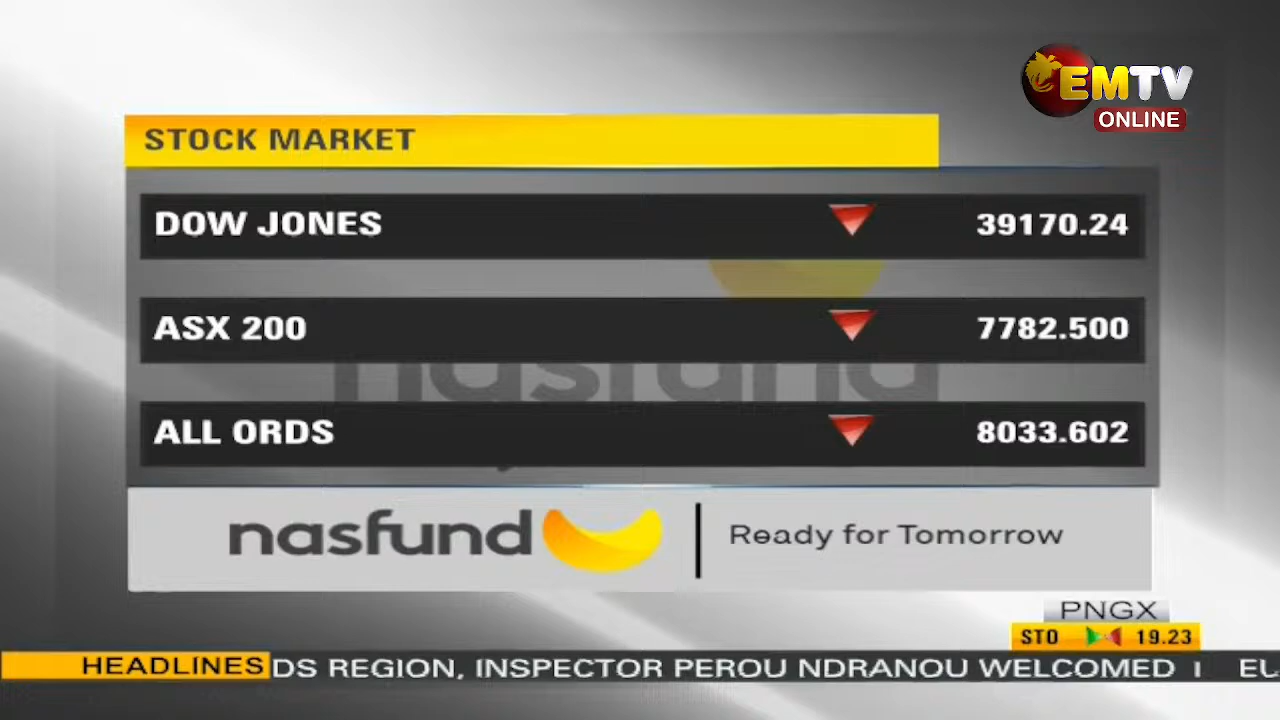 EMTV
ONLINE
STOCK MARKET
DOW JONES 39170.24
ASX 200 7782.500
ALL ORDS 8033.602
nasfund
nasfund Ready for Tomorrow
PNGX
STO 19.23
HEADLINES DS REGION, INSPECTOR PEROU NDRANOU WELCOMED